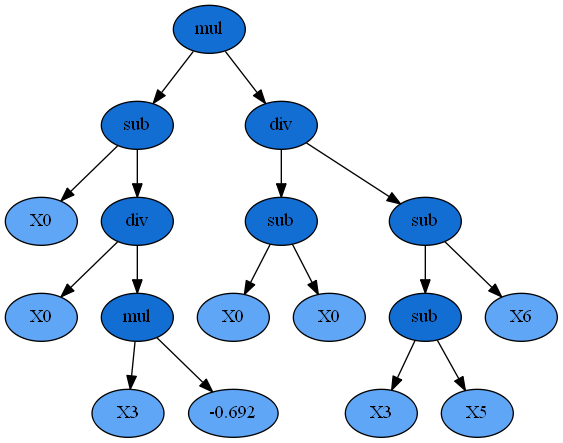 mul
sub div
X0 div sub sub
X0 mul X0 X0 sub X6
X3 -0.692 X3 X5